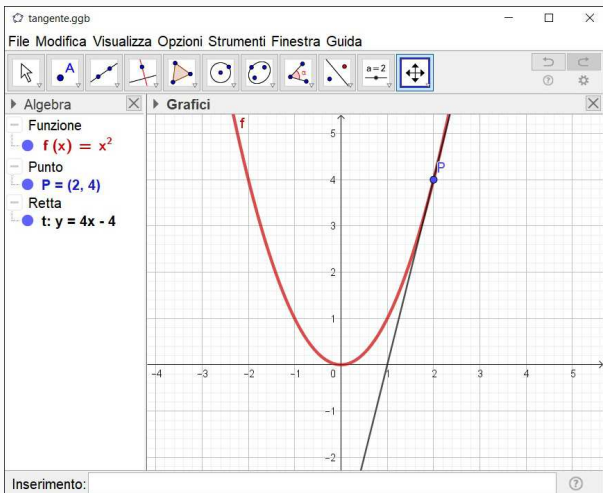 tangente.ggb
File Modifica Visualizza Opzioni Strumenti Finestra Guida
A
α
a=2
Algebra
Grafici
Funzione
f (x) = x²
Punto
P = (2, 4)
Retta
t: y = 4x - 4
f
P
5
4
3
2
1
-4 -3 -2 -1 0 1 2 3 4 5
-1
-2
Inserimento: